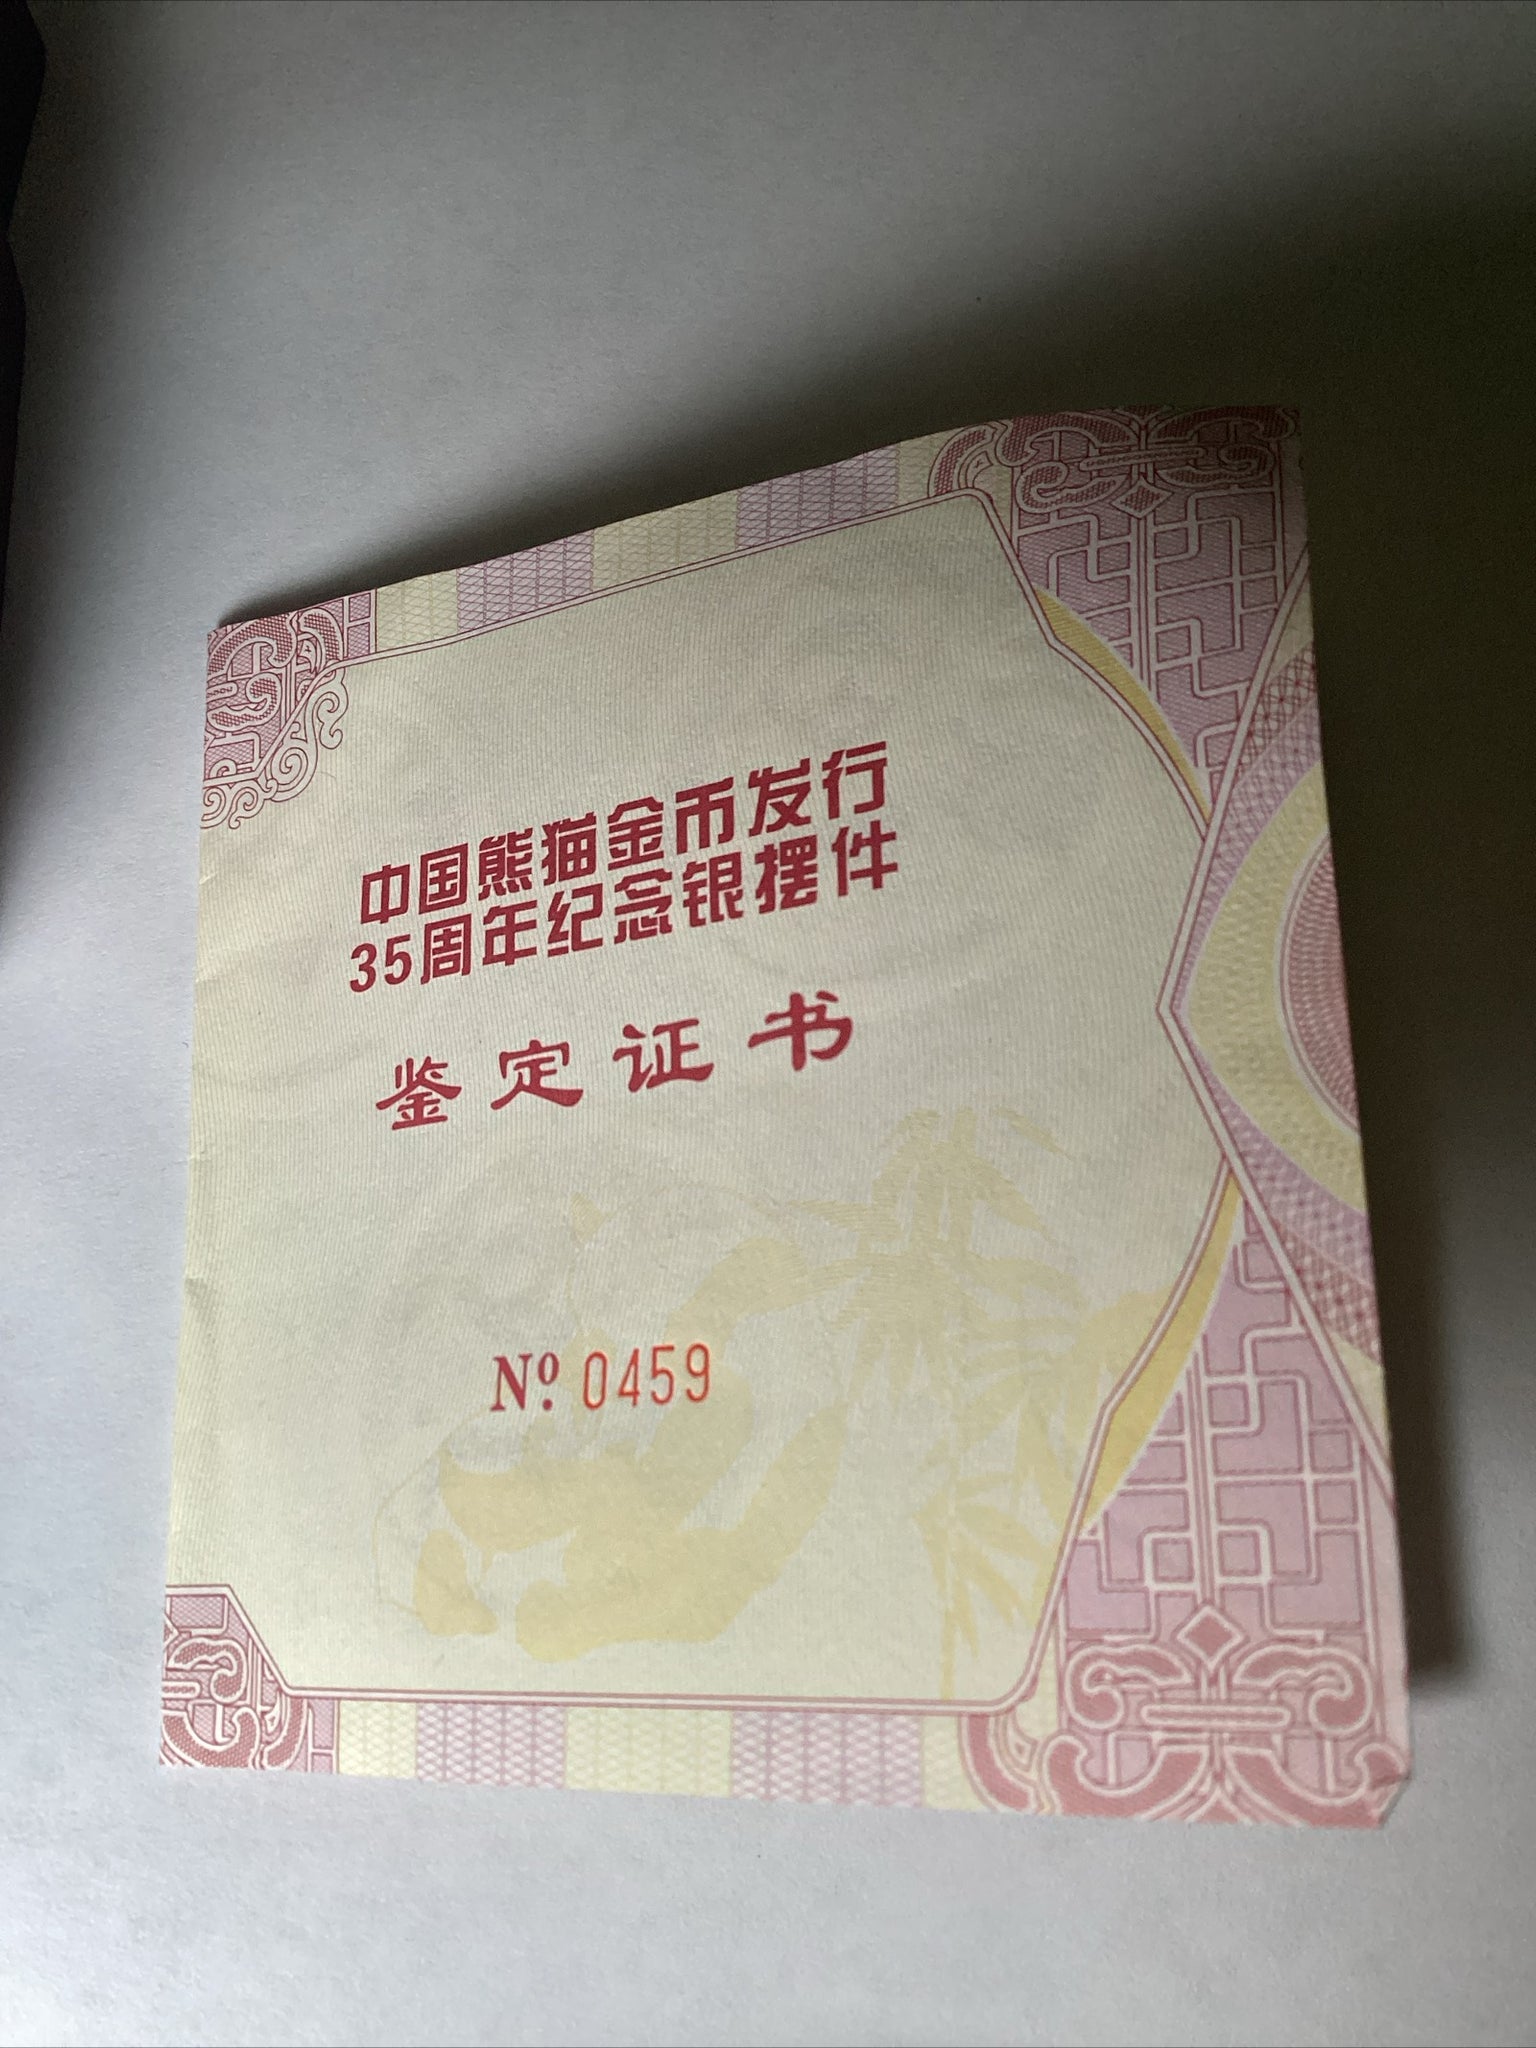 中国熊猫金币发行
35周年纪念银摆件
鉴定证书
Nº. 0459